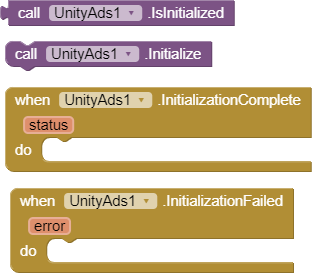 call UnityAds1 .IsInitialized
call UnityAds1 .Initialize
when UnityAds1 .InitializationComplete
status
do
when UnityAds1 .InitializationFailed
error
do